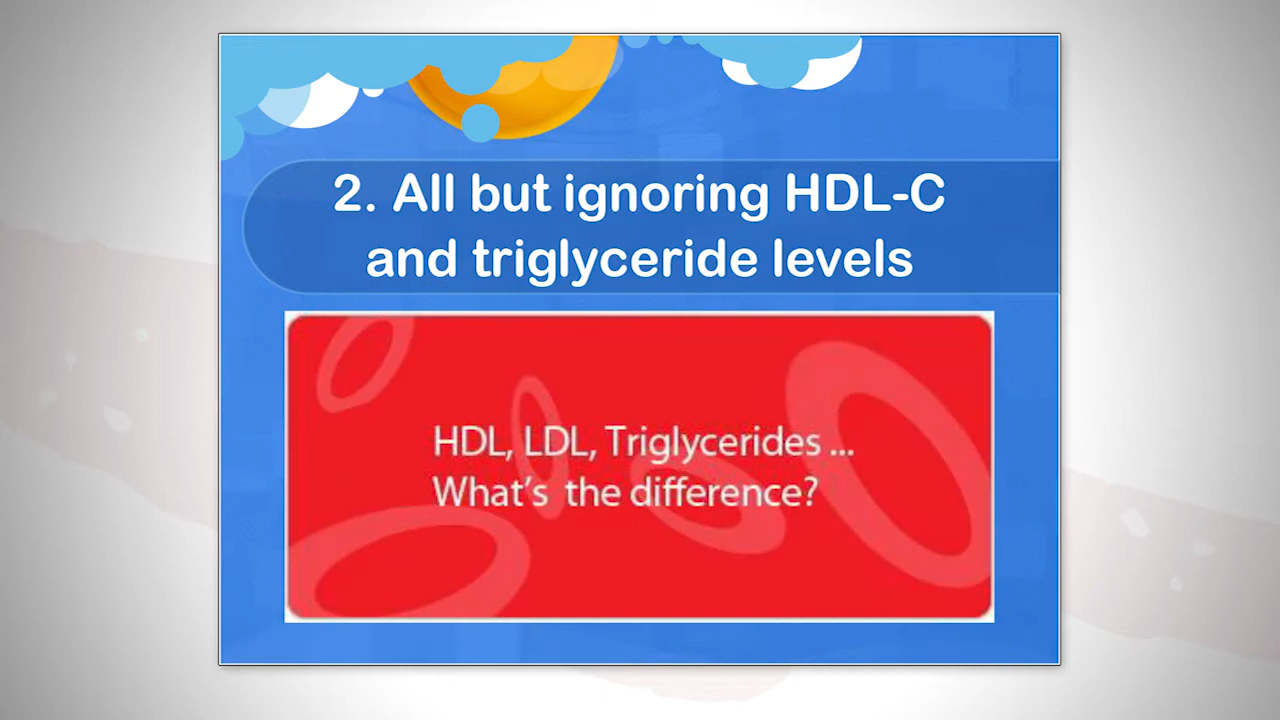 2. All but ignoring HDL-C
and triglyceride levels
HDL, LDL, Triglycerides ...
What's the difference?